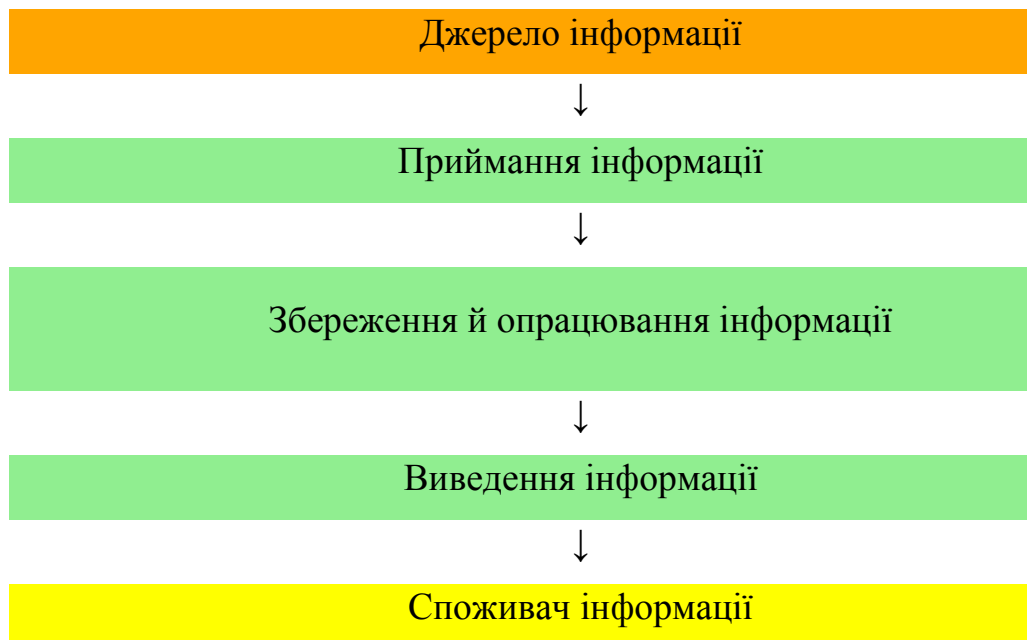 Джерело інформації
↓
Приймання інформації
↓
Збереження й опрацювання інформації
↓
Виведення інформації
↓
Споживач інформації